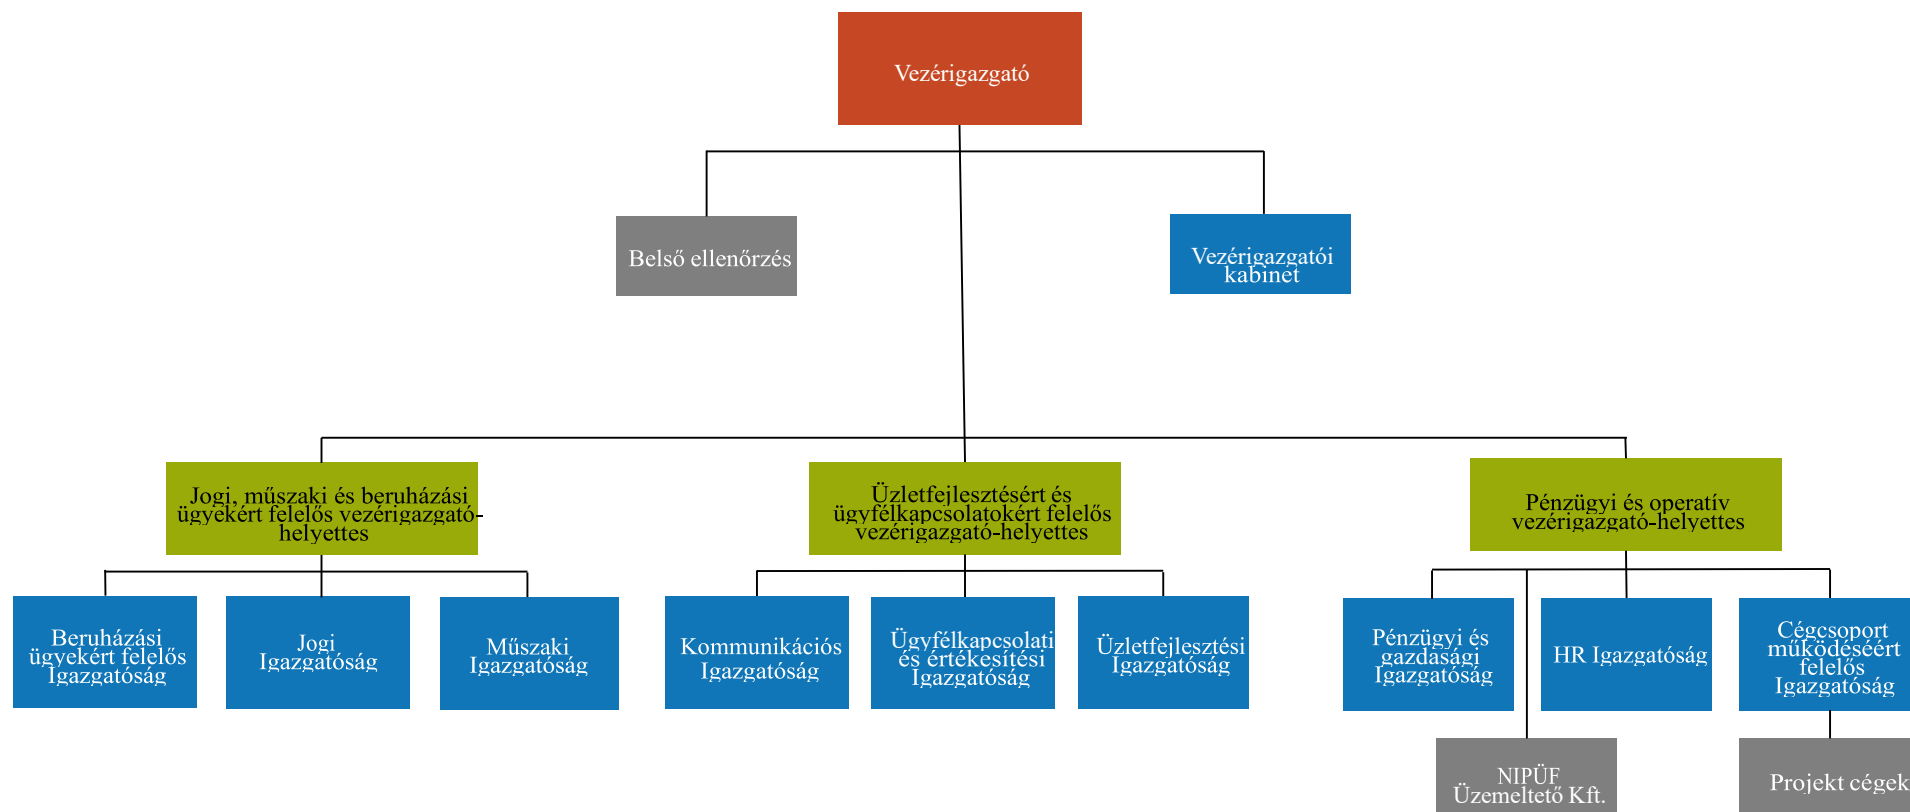 Vezérigazgató
Belső ellenőrzés
Vezérigazgatói
kabinet
Jogi, műszaki és beruházási
ügyekért felelős vezérigazgató-
helyettes
Üzletfejlesztésért és
ügyfélkapcsolatokért felelős
vezérigazgató-helyettes
Pénzügyi és operatív
vezérigazgató-helyettes
Beruházási
ügyekért felelős
Igazgatóság
Jogi
Igazgatóság
Műszaki
Igazgatóság
Kommunikációs
Igazgatóság
Ügyfélkapcsolati
és értékesítési
Igazgatóság
Üzletfejlesztési
Igazgatóság
Pénzügyi és
gazdasági
Igazgatóság
HR Igazgatóság
Cégcsoport
működéséért
felelős
Igazgatóság
NIPÜF
Üzemeltető Kft.
Projekt cégek